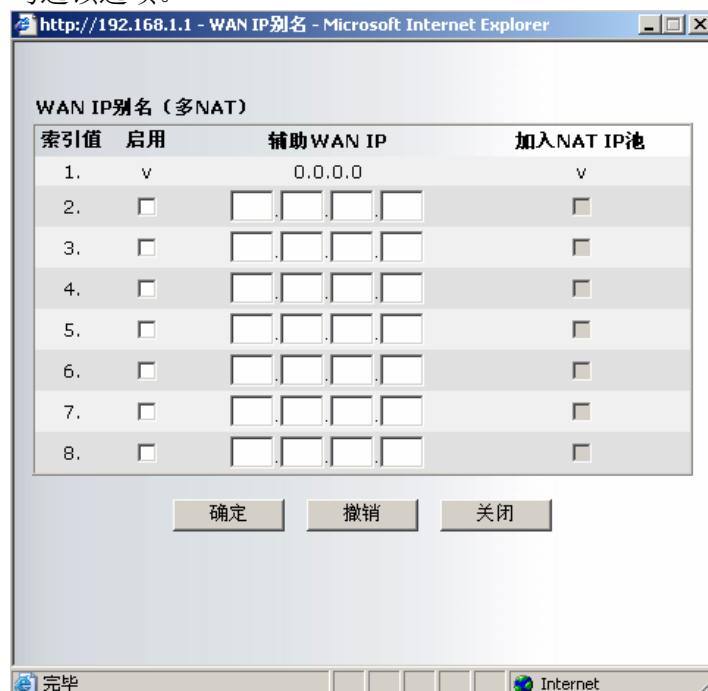 http://192.168.1.1 - WAN IP别名 - Microsoft Internet Explorer
WAN IP别名（多NAT）
索引值 启用 辅助WAN IP 加入NAT IP池
1. v 0.0.0.0 v
2. . . .
3. . . .
4. . . .
5. . . .
6. . . .
7. . . .
8. . . .
确定 撤销 关闭
完毕 Internet